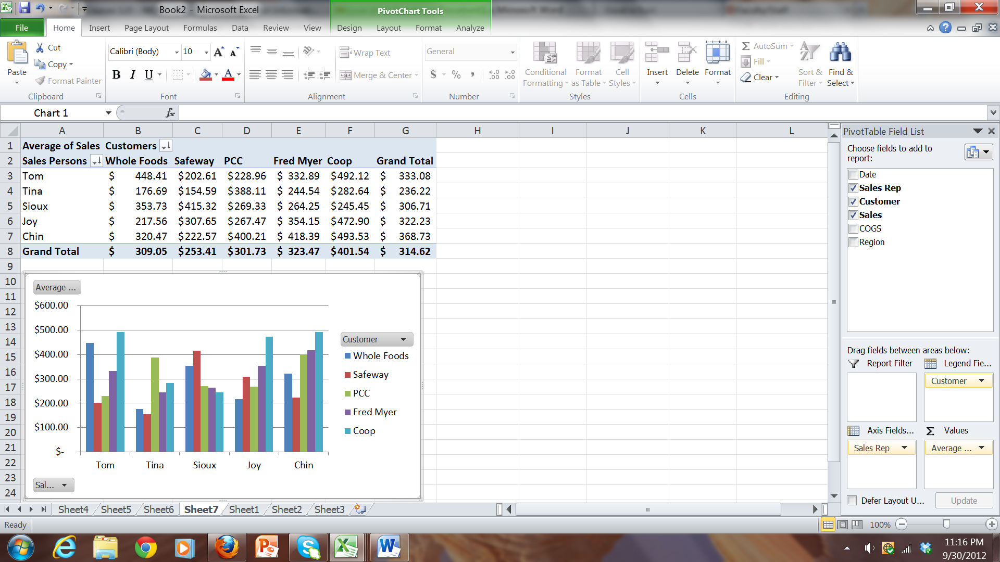 Book2 - Microsoft Excel
PivotChart Tools
File Home Insert Page Layout Formulas Data Review View Design Layout Format Analyze
Paste
Cut
Copy
Format Painter
Clipboard
Calibri (Body) 10
B I U
Font
Wrap Text
Merge & Center
Alignment
General
$ % ,
Number
Conditional Formatting
Format as Table
Cell Styles
Styles
Insert
Delete
Format
Cells
AutoSum
Fill
Clear
Sort & Filter
Find & Select
Editing
Chart 1 fx
A B C D E F G H I J K L
1 Average of Sales Customers
2 Sales Persons Whole Foods Safeway PCC Fred Myer Coop Grand Total
3 Tom $ 448.41 $202.61 $228.96 $ 332.89 $492.12 $ 333.08
4 Tina $ 176.69 $154.59 $388.11 $ 244.54 $282.64 $ 236.22
5 Sioux $ 353.73 $415.32 $269.33 $ 264.25 $245.45 $ 306.71
6 Joy $ 217.56 $307.65 $267.47 $ 354.15 $472.90 $ 322.23
7 Chin $ 320.47 $222.57 $400.21 $ 418.39 $493.53 $ 368.73
8 Grand Total $ 309.05 $253.41 $301.73 $ 323.47 $401.54 $ 314.62
9
10
11
12
13
14
15
16
17
18
19
20
21
22
23
24
Average ...
$600.00
$500.00
$400.00
$300.00
$200.00
$100.00
$-
Tom Tina Sioux Joy Chin
Customer
Whole Foods
Safeway
PCC
Fred Myer
Coop
Sal...
PivotTable Field List
Choose fields to add to
report:
Date
Sales Rep
Customer
Sales
COGS
Region
Drag fields between areas below:
Report Filter Legend Fie...
Customer
Axis Fields... Σ Values
Sales Rep Average ...
Defer Layout U... Update
Sheet4 Sheet5 Sheet6 Sheet7 Sheet1 Sheet2 Sheet3
Ready 100%
11:16 PM
9/30/2012